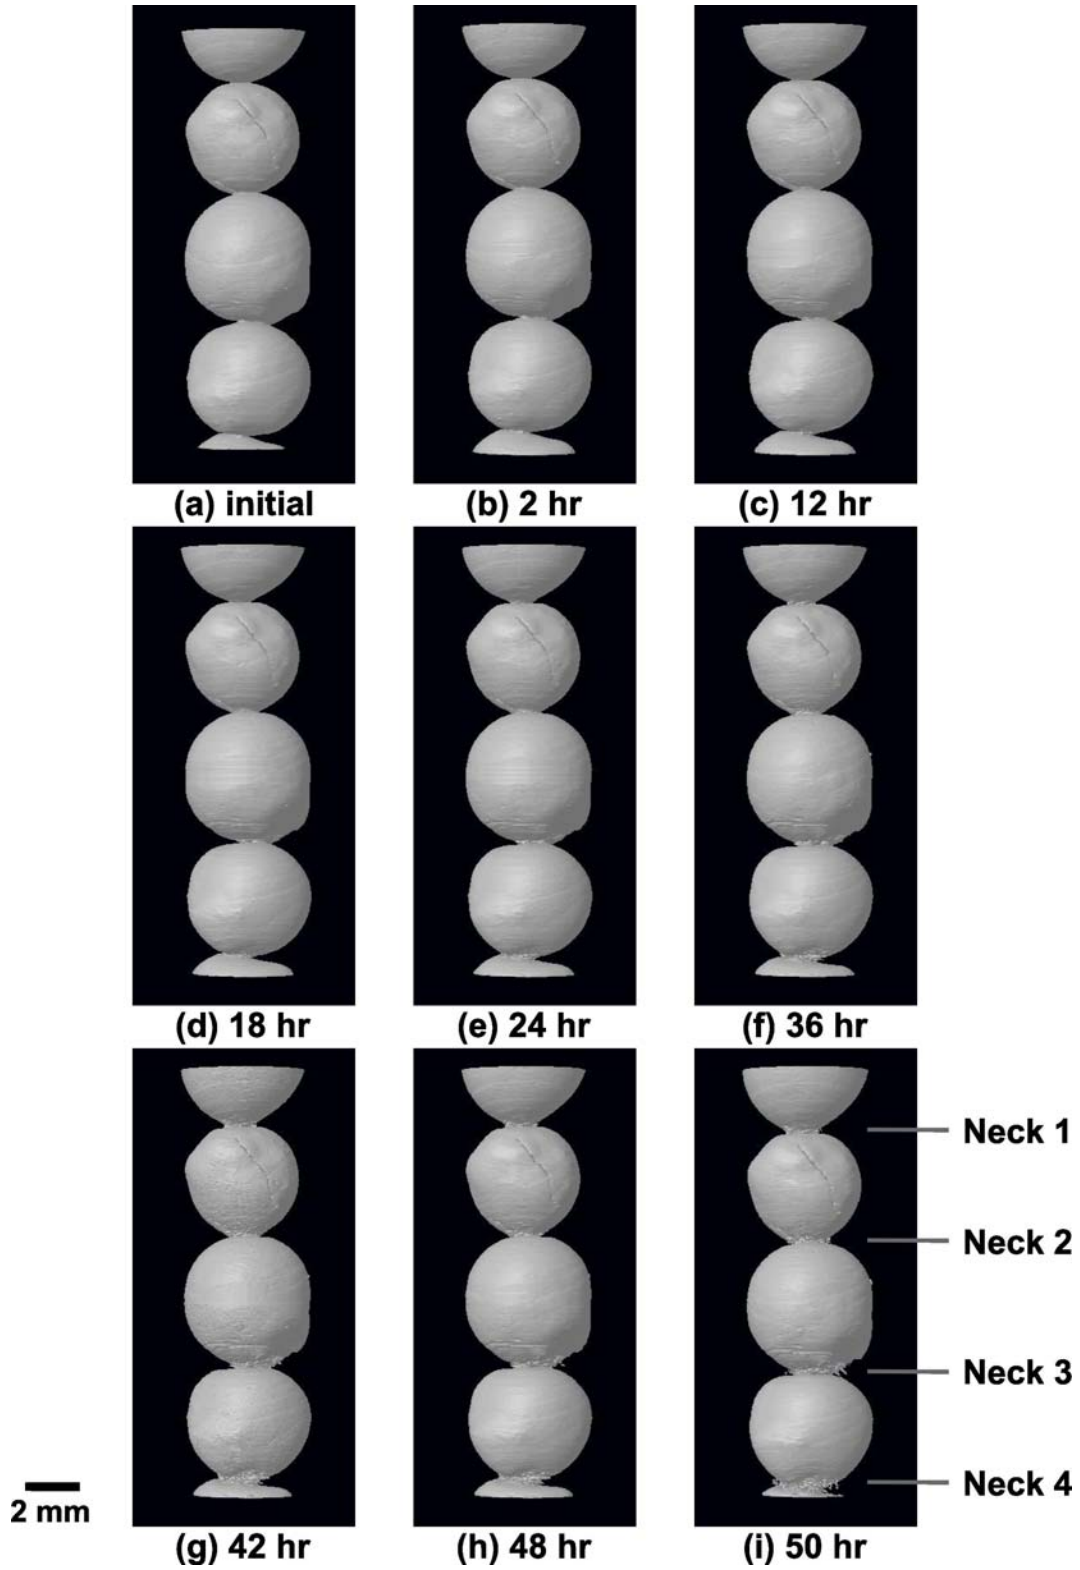 (a) initial
(b) 2 hr
(c) 12 hr
(d) 18 hr
(e) 24 hr
(f) 36 hr
Neck 1
Neck 2
Neck 3
Neck 4
2 mm
(g) 42 hr
(h) 48 hr
(i) 50 hr